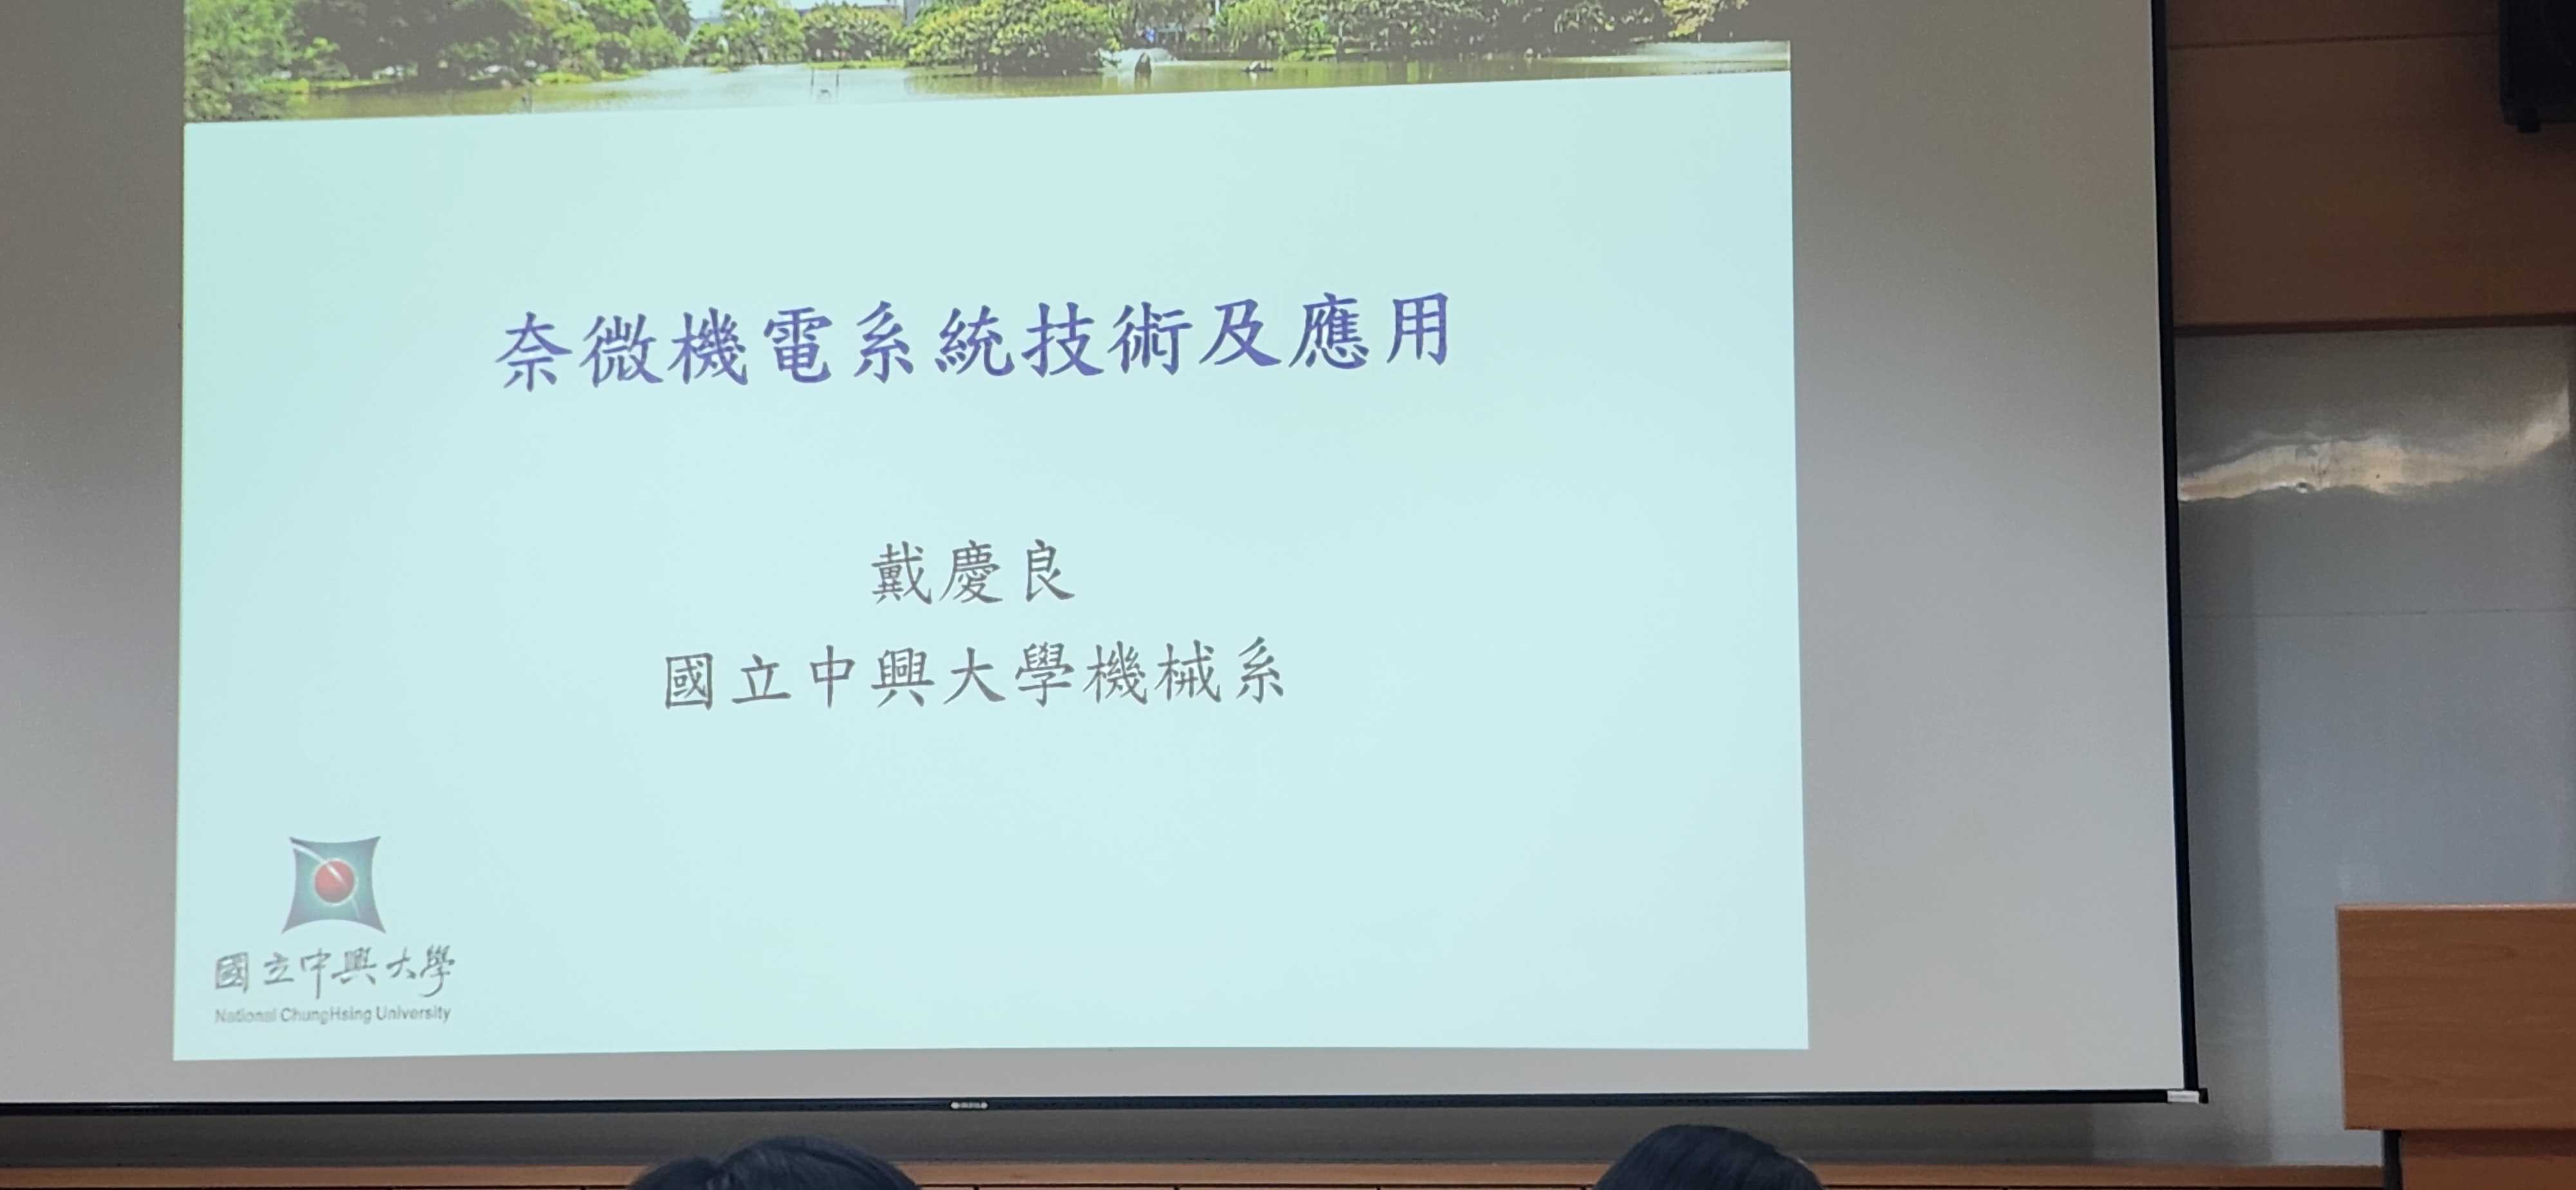 奈微機電系統技術及應用
戴慶良
國立中興大學機械系
國立中興大學
National ChungHsing University